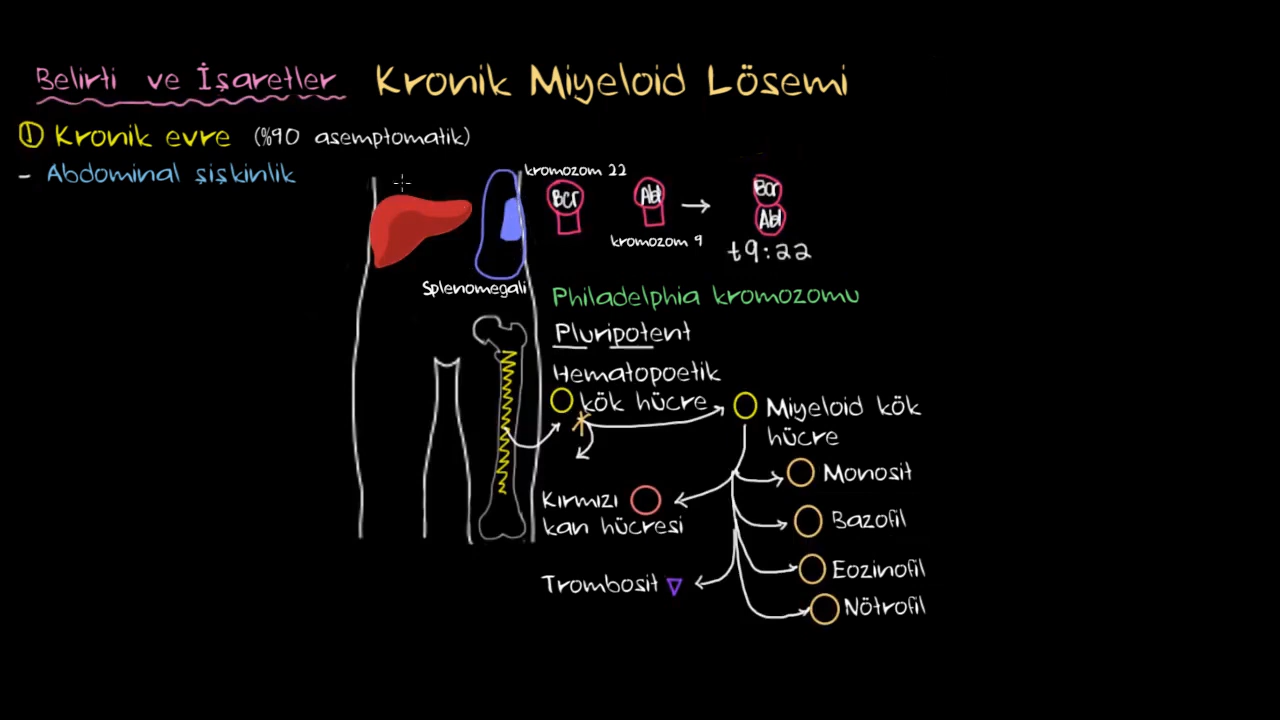 Belirti ve İşaretler Kronik Miyeloid Lösemi
① Kronik evre (%90 asemptomatik)
- Abdominal şişkinlik
kromozom 22
Bcr
Abl
Bcr
Abl
kromozom 9
t9:22
Splenomegali
Philadelphia kromozomu
Pluripotent
Hematopoetik
kök hücre
Miyeloid kök
hücre
Monosit
Kırmızı
kan hücresi
Bazofil
Eozinofil
Trombosit
Nötrofil